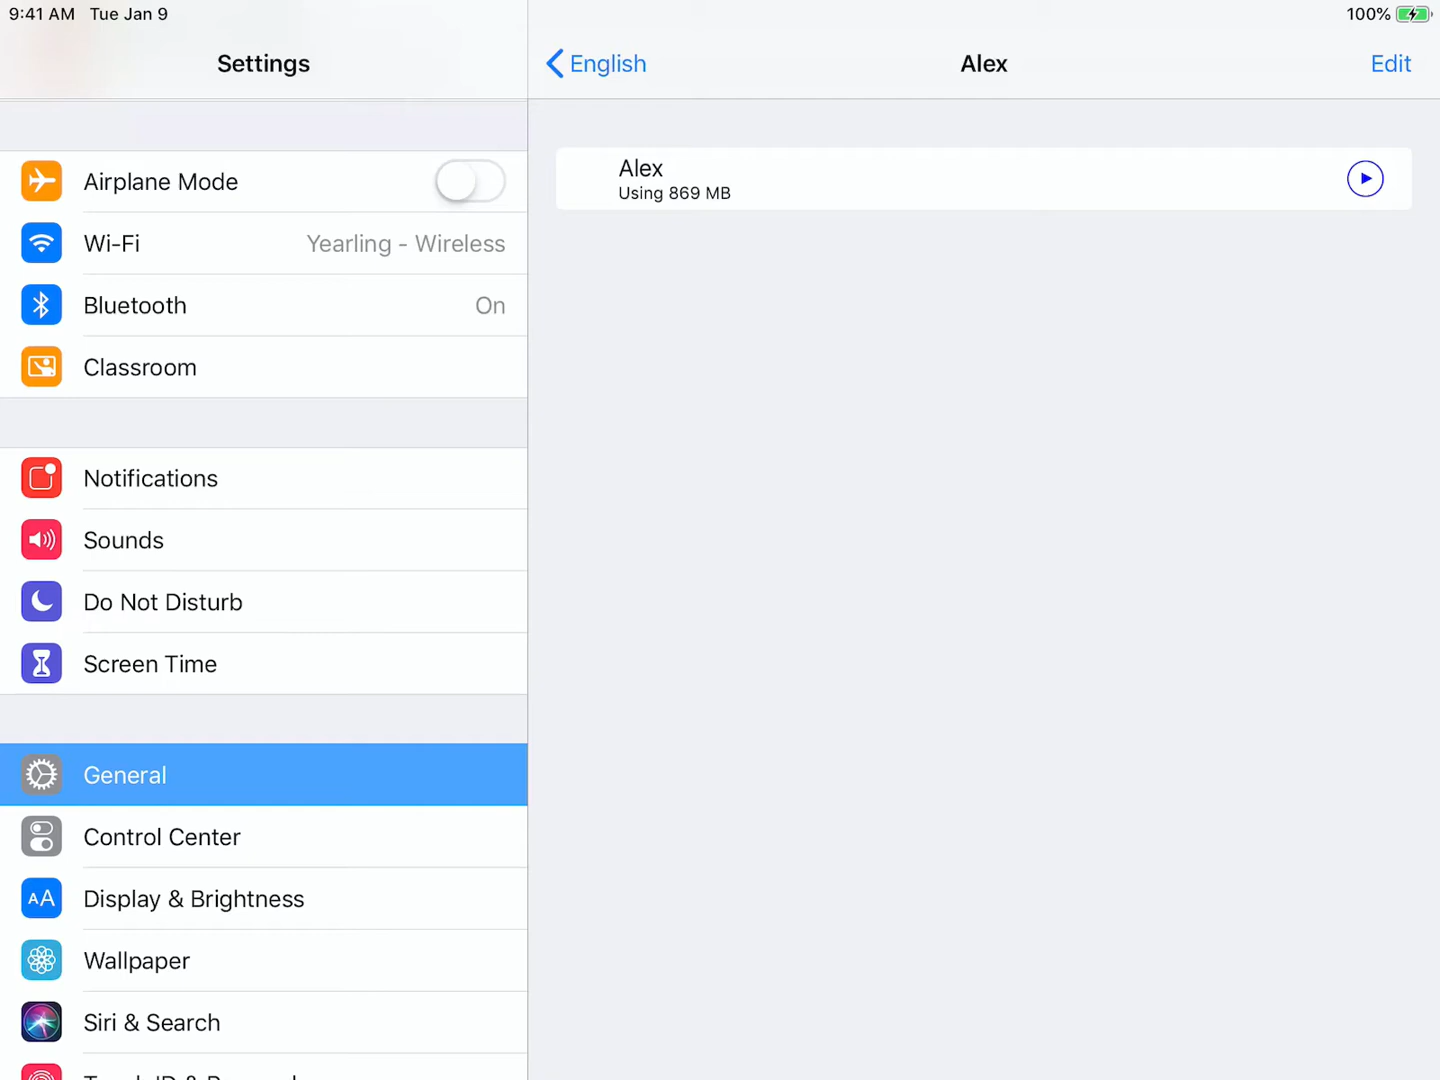 9:41 AM Tue Jan 9
100%
Settings
English
Alex
Edit
Airplane Mode
Wi-Fi Yearling - Wireless
Bluetooth On
Classroom
Notifications
Sounds
Do Not Disturb
Screen Time
General
Control Center
AA Display & Brightness
Wallpaper
Siri & Search
Alex
Using 869 MB